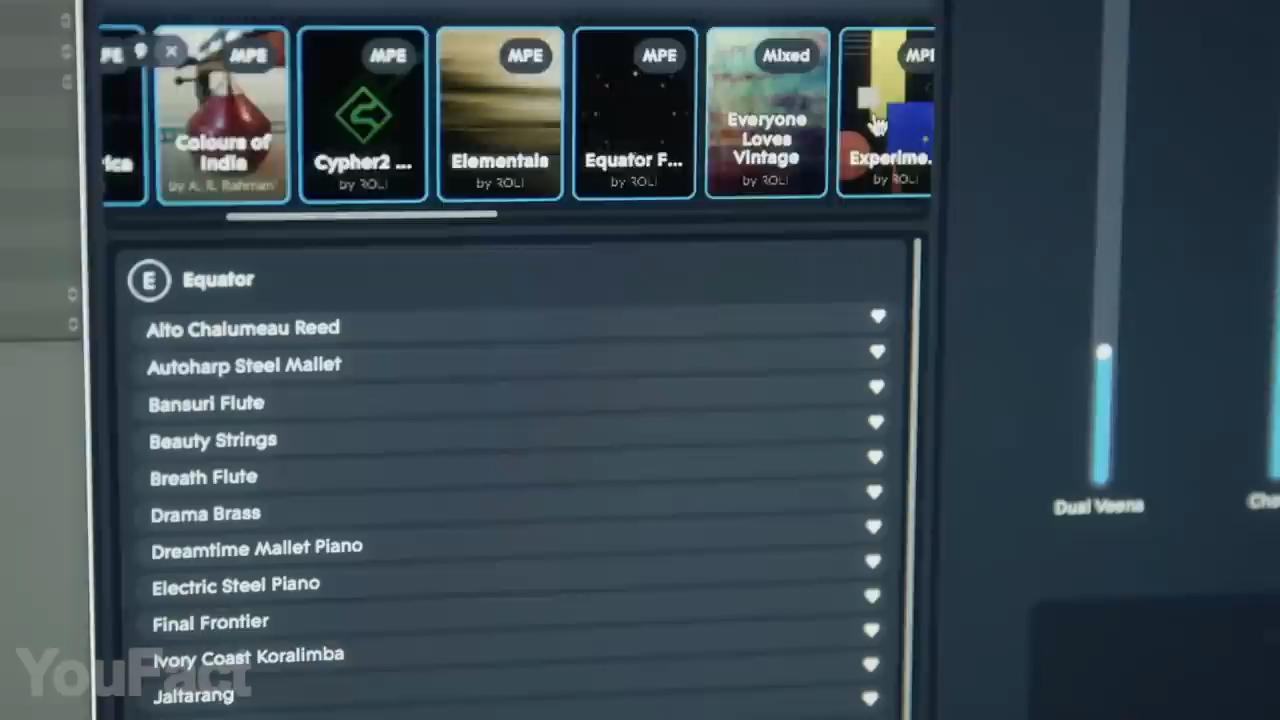 PE
MPE
MPE
MPE
MPE
Mixed
MPE
ica
Colours of
India
by A. R. Rahman
Cypher2 ...
by ROLI
Elementals
by ROLI
Equator F...
by ROLI
Everyone
Loves
Vintage
by ROLI
Experime...
by ROLI
E Equator
Alto Chalumeau Reed
Autoharp Steel Mallet
Bansuri Flute
Beauty Strings
Breath Flute
Drama Brass
Dreamtime Mallet Piano
Electric Steel Piano
Final Frontier
Ivory Coast Koralimba
Jaltarang
Dual Veena
YouFact